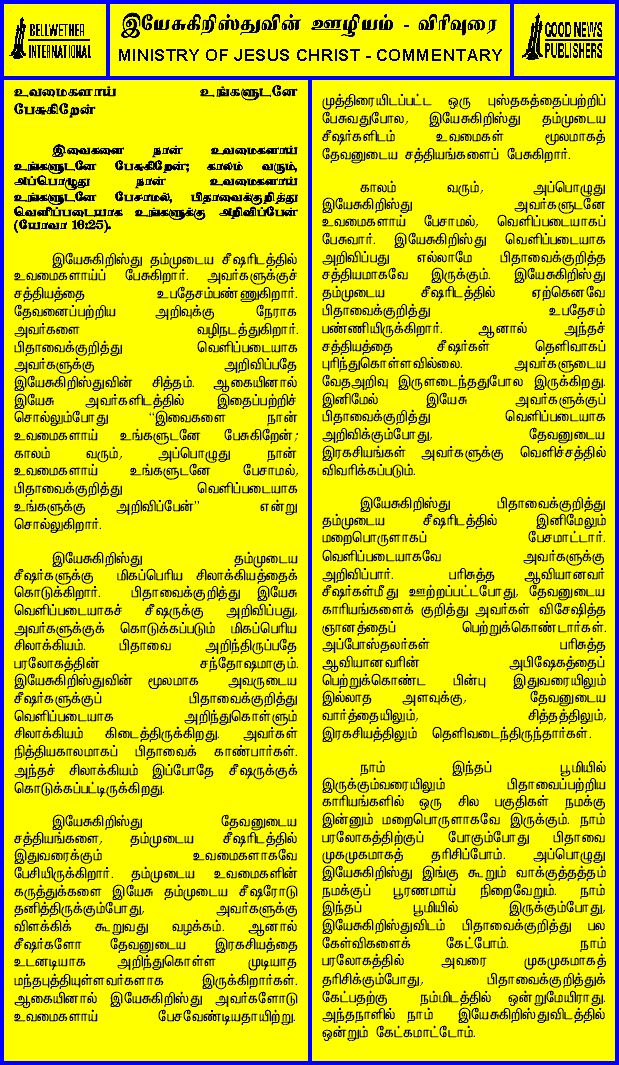 BELLWETHER
INTERNATIONAL
இயேசுகிறிஸ்துவின் ஊழியம் - விரிவுரை
MINISTRY OF JESUS CHRIST - COMMENTARY
GOOD NEWS
PUBLISHERS
உவமைகளாய் உங்களுடனே
பேசுகிறேன்
இவைகளை நான் உவமைகளாய்
உங்களுடனே பேசுகிறேன்; காலம் வரும்,
அப்பொழுது நான் உவமைகளாய்
உங்களுடனே பேசாமல், பிதாவைக்குறித்து
வெளிப்படையாக உங்களுக்கு அறிவிப்பேன்
(யோவா 16:25).
இயேசுகிறிஸ்து தம்முடைய சீஷரிடத்தில்
உவமைகளாய்ப் பேசுகிறார். அவர்களுக்குச்
சத்தியத்தை உபதேசம்பண்ணுகிறார்.
தேவனைப்பற்றிய அறிவுக்கு நேராக
அவர்களை வழிநடத்துகிறார்.
பிதாவைக்குறித்து வெளிப்படையாக
அவர்களுக்கு அறிவிப்பதே
இயேசுகிறிஸ்துவின் சித்தம். ஆகையினால்
இயேசு அவர்களிடத்தில் இதைப்பற்றிச்
சொல்லும்போது “இவைகளை நான்
உவமைகளாய் உங்களுடனே பேசுகிறேன்;
காலம் வரும், அப்பொழுது நான்
உவமைகளாய் உங்களுடனே பேசாமல்,
பிதாவைக்குறித்து வெளிப்படையாக
உங்களுக்கு அறிவிப்பேன்” என்று
சொல்லுகிறார்.
இயேசுகிறிஸ்து தம்முடைய
சீஷர்களுக்கு மிகப்பெரிய சிலாக்கியத்தைக்
கொடுக்கிறார். பிதாவைக்குறித்து இயேசு
வெளிப்படையாகச் சீஷருக்கு அறிவிப்பது,
அவர்களுக்குக் கொடுக்கப்படும் மிகப்பெரிய
சிலாக்கியம். பிதாவை அறிந்திருப்பதே
பரலோகத்தின் சந்தோஷமாகும்.
இயேசுகிறிஸ்துவின் மூலமாக அவருடைய
சீஷர்களுக்குப் பிதாவைக்குறித்து
வெளிப்படையாக அறிந்துகொள்ளும்
சிலாக்கியம் கிடைத்திருக்கிறது. அவர்கள்
நித்தியகாலமாகப் பிதாவைக் காண்பார்கள்.
அந்தச் சிலாக்கியம் இப்போதே சீஷருக்குக்
கொடுக்கப்பட்டிருக்கிறது.
இயேசுகிறிஸ்து தேவனுடைய
சத்தியங்களை, தம்முடைய சீஷரிடத்தில்
இதுவரைக்கும் உவமைகளாகவே
பேசியிருக்கிறார். தம்முடைய உவமைகளின்
கருத்துக்களை இயேசு தம்முடைய சீஷரோடு
தனித்திருக்கும்போது, அவர்களுக்கு
விளக்கிக் கூறுவது வழக்கம். ஆனால்
சீஷர்களோ தேவனுடைய இரகசியத்தை
உடனடியாக அறிந்துகொள்ள முடியாத
மந்தபுத்தியுள்ளவர்களாக இருக்கிறார்கள்.
ஆகையினால் இயேசுகிறிஸ்து அவர்களோடு
உவமைகளாய் பேசவேண்டியதாயிற்று.
முத்திரையிடப்பட்ட ஒரு புஸ்தகத்தைப்பற்றிப்
பேசுவதுபோல, இயேசுகிறிஸ்து தம்முடைய
சீஷர்களிடம் உவமைகள் மூலமாகத்
தேவனுடைய சத்தியங்களைப் பேசுகிறார்.
காலம் வரும், அப்பொழுது
இயேசுகிறிஸ்து அவர்களுடனே
உவமைகளாய் பேசாமல், வெளிப்படையாகப்
பேசுவார். இயேசுகிறிஸ்து வெளிப்படையாக
அறிவிப்பது எல்லாமே பிதாவைக்குறித்த
சத்தியமாகவே இருக்கும். இயேசுகிறிஸ்து
தம்முடைய சீஷரிடத்தில் ஏற்கெனவே
பிதாவைக்குறித்து உபதேசம்
பண்ணியிருக்கிறார். ஆனால் அந்தச்
சத்தியத்தை சீஷர்கள் தெளிவாகப்
புரிந்துகொள்ளவில்லை. அவர்களுடைய
வேதஅறிவு இருளடைந்ததுபோல இருக்கிறது.
இனிமேல் இயேசு அவர்களுக்குப்
பிதாவைக்குறித்து வெளிப்படையாக
அறிவிக்கும்போது, தேவனுடைய
இரகசியங்கள் அவர்களுக்கு வெளிச்சத்தில்
விவரிக்கப்படும்.
இயேசுகிறிஸ்து பிதாவைக்குறித்து
தம்முடைய சீஷரிடத்தில் இனிமேலும்
மறைபொருளாகப் பேசமாட்டார்.
வெளிப்படையாகவே அவர்களுக்கு
அறிவிப்பார். பரிசுத்த ஆவியானவர்
சீஷர்கள்மீது ஊற்றப்பட்டபோது, தேவனுடைய
காரியங்களைக் குறித்து அவர்கள் விசேஷித்த
ஞானத்தைப் பெற்றுக்கொண்டார்கள்.
அப்போஸ்தலர்கள் பரிசுத்த
ஆவியானவரின் அபிஷேகத்தைப்
பெற்றுக்கொண்ட பின்பு இதுவரையிலும்
இல்லாத அளவுக்கு, தேவனுடைய
வார்த்தையிலும், சித்தத்திலும்,
இரகசியத்திலும் தெளிவடைந்திருந்தார்கள்.
நாம் இந்தப் பூமியில்
இருக்கும்வரையிலும் பிதாவைப்பற்றிய
காரியங்களில் ஒரு சில பகுதிகள் நமக்கு
இன்னும் மறைபொருளாகவே இருக்கும். நாம்
பரலோகத்திற்குப் போகும்போது பிதாவை
முகமுகமாகத் தரிசிப்போம். அப்பொழுது
இயேசுகிறிஸ்து இங்கு கூறும் வாக்குத்தத்தம்
நமக்குப் பூரணமாய் நிறைவேறும். நாம்
இந்தப் பூமியில் இருக்கும்போது,
இயேசுகிறிஸ்துவிடம் பிதாவைக்குறித்து பல
கேள்விகளைக் கேட்போம். நாம்
பரலோகத்தில் அவரை முகமுகமாகத்
தரிசிக்கும்போது, பிதாவைக்குறித்துக்
கேட்பதற்கு நம்மிடத்தில் ஒன்றுமேயிராது.
அந்தநாளில் நாம் இயேசுகிறிஸ்துவிடத்தில்
ஒன்றும் கேட்கமாட்டோம்.